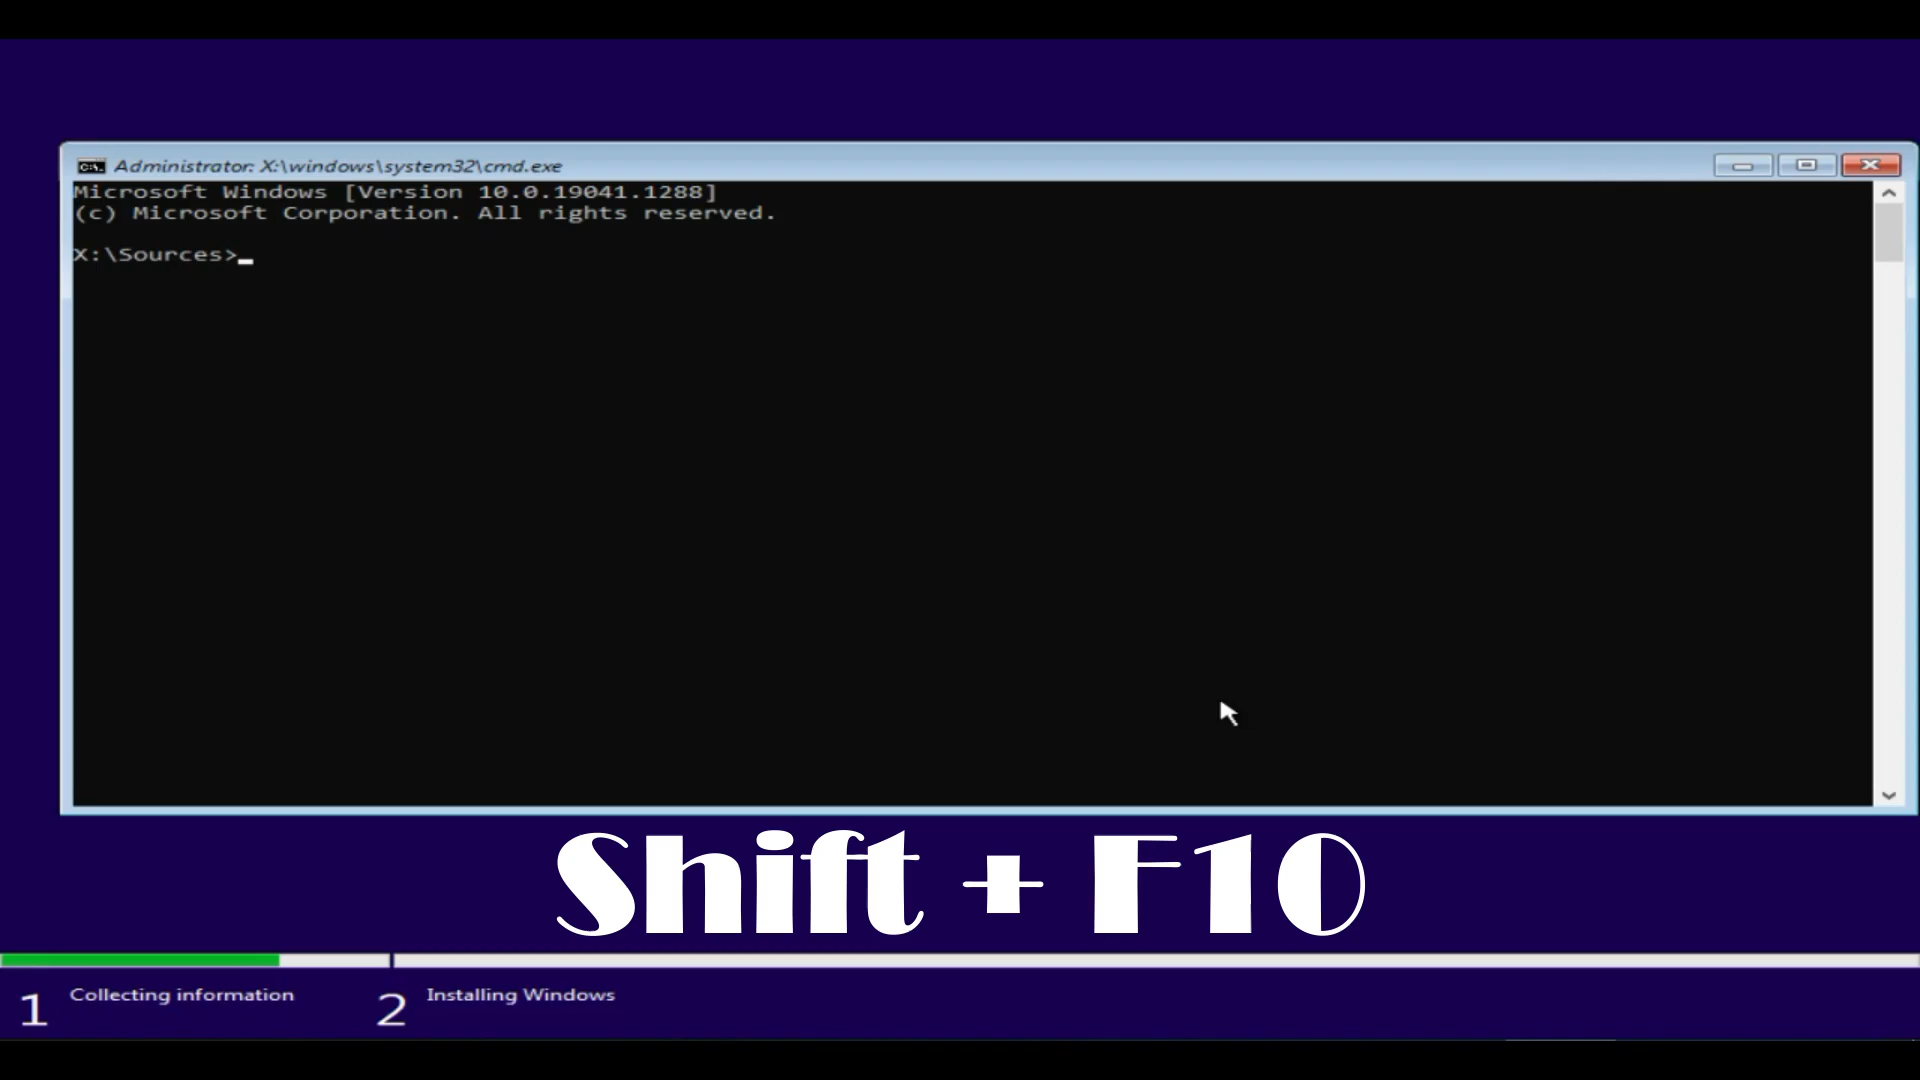 Administrator: X:\windows\system32\cmd.exe
Microsoft Windows [Version 10.0.19041.1288]
(c) Microsoft Corporation. All rights reserved.
X:\Sources>
Shift + F10
1 Collecting information
2 Installing Windows